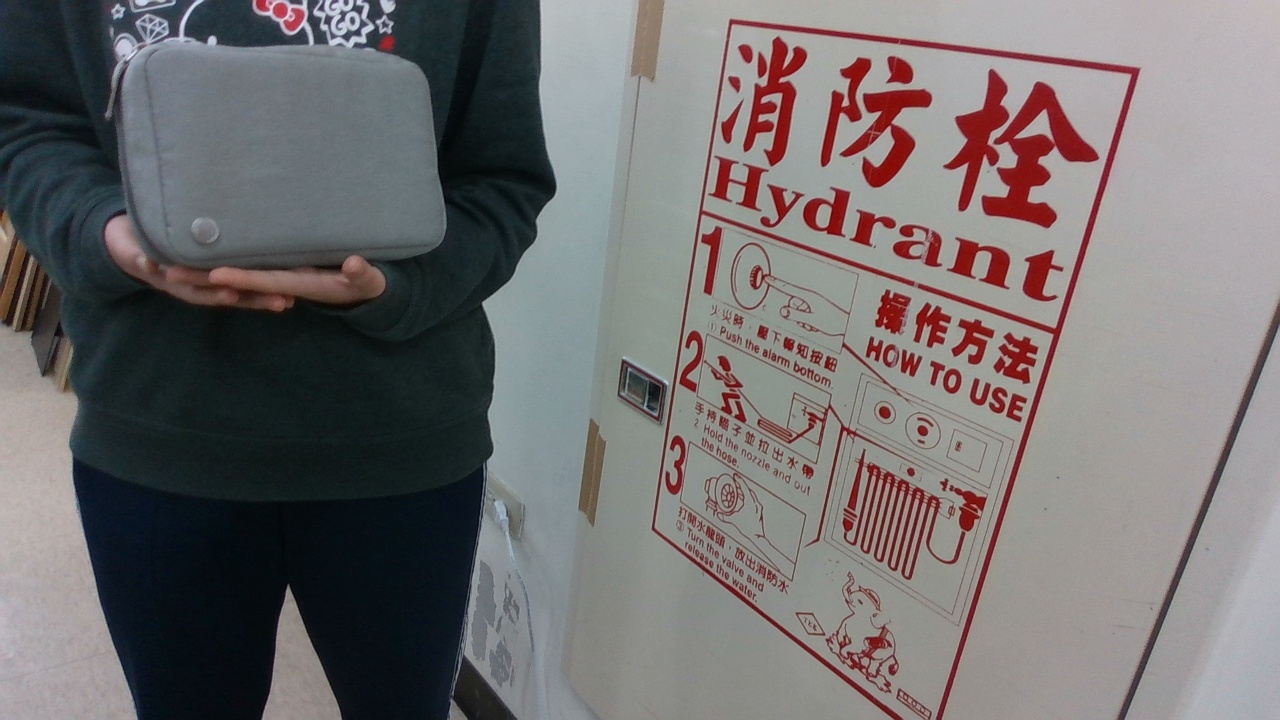 GO
GO
消防栓
Hydrant
1
操作方法
HOW TO USE
火災時，壓下報知按鈕
① Push the alarm bottom.
2
手持瞄子並拉出水帶
2 Hold the nozzle and out
the hose.
3
打開水龍頭，放出消防水
③ Turn the valve and
release the water.